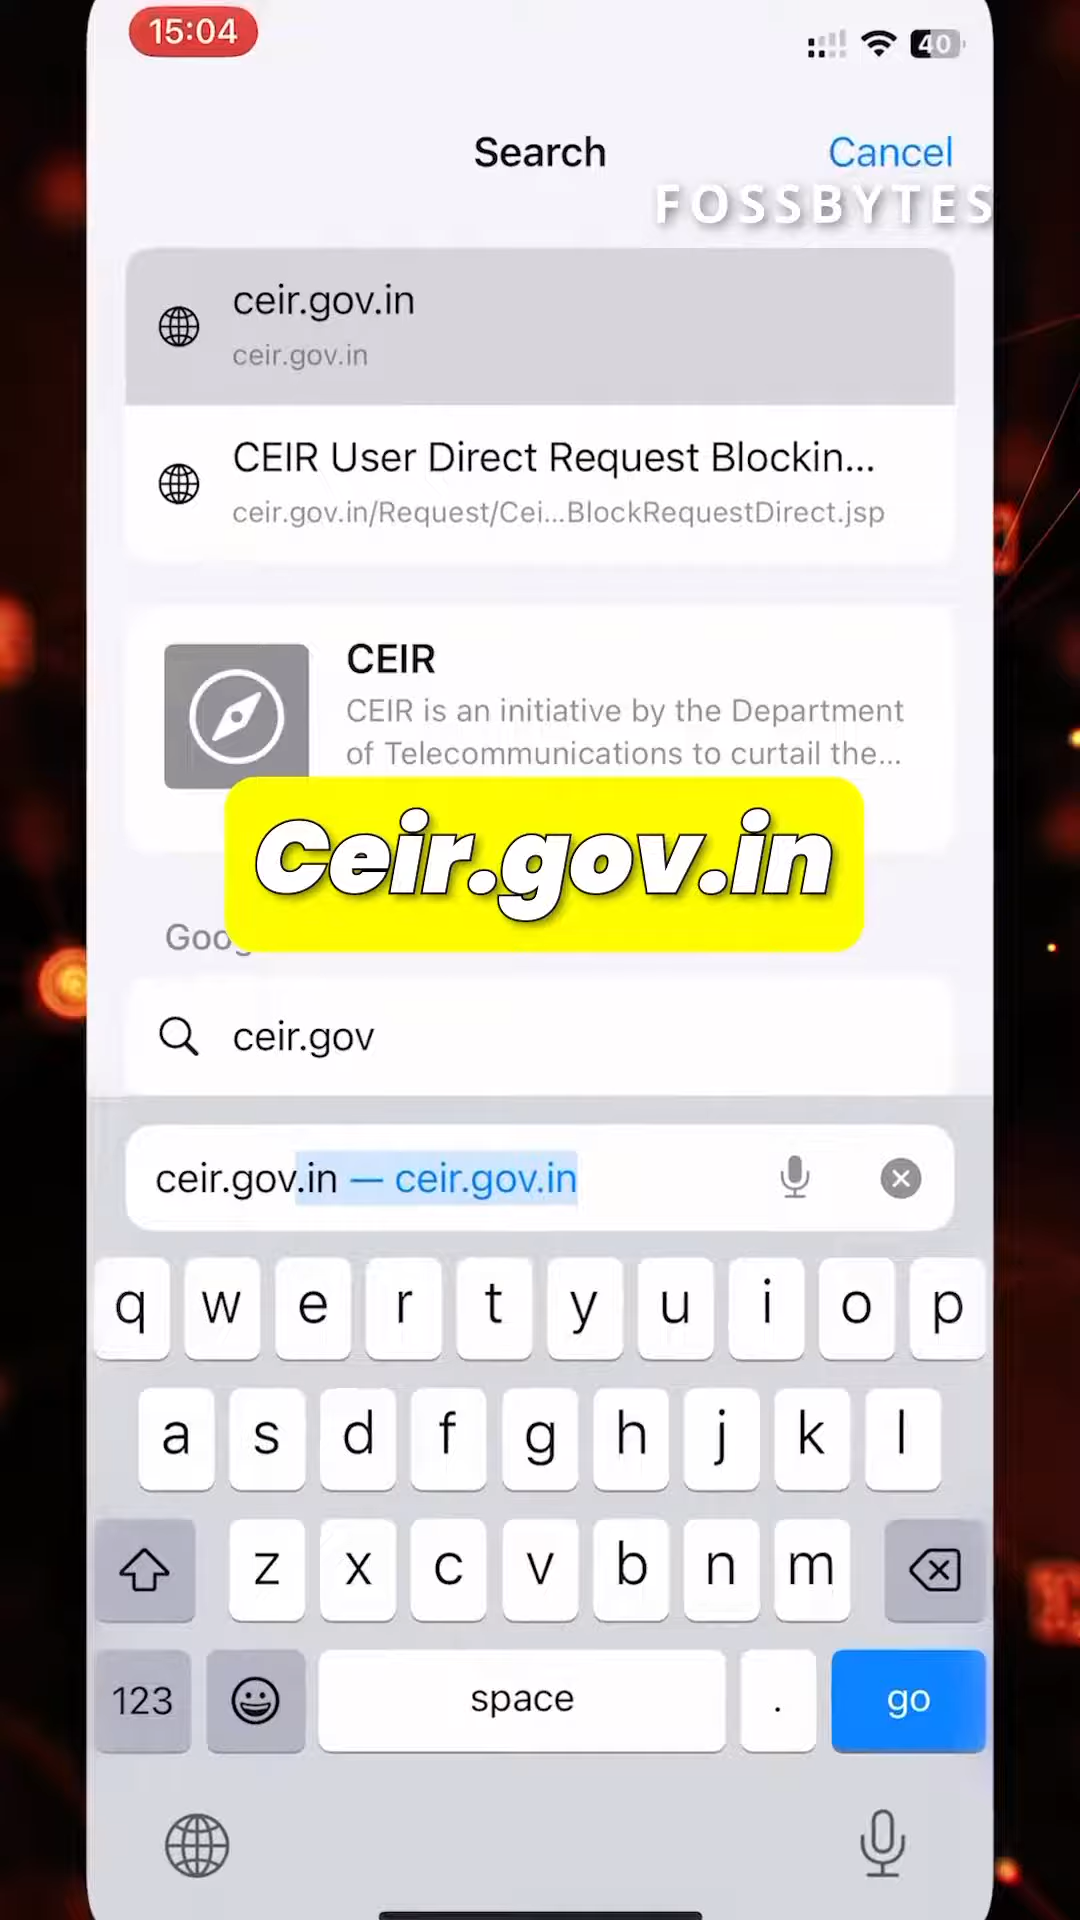 15:04
40
Search
Cancel
FOSSBYTES
ceir.gov.in
ceir.gov.in
CEIR User Direct Request Blockin...
ceir.gov.in/Request/Cei...BlockRequestDirect.jsp
CEIR
CEIR is an initiative by the Department
of Telecommunications to curtail the...
Ceir.gov.in
ceir.gov
ceir.gov.in — ceir.gov.in
q w e r t y u i o p
a s d f g h j k l
z x c v b n m
123
space
.
go